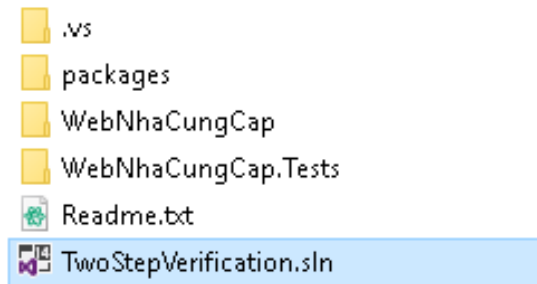 .vs
packages
WebNhaCungCap
WebNhaCungCap.Tests
Readme.txt
TwoStepVerification.sln